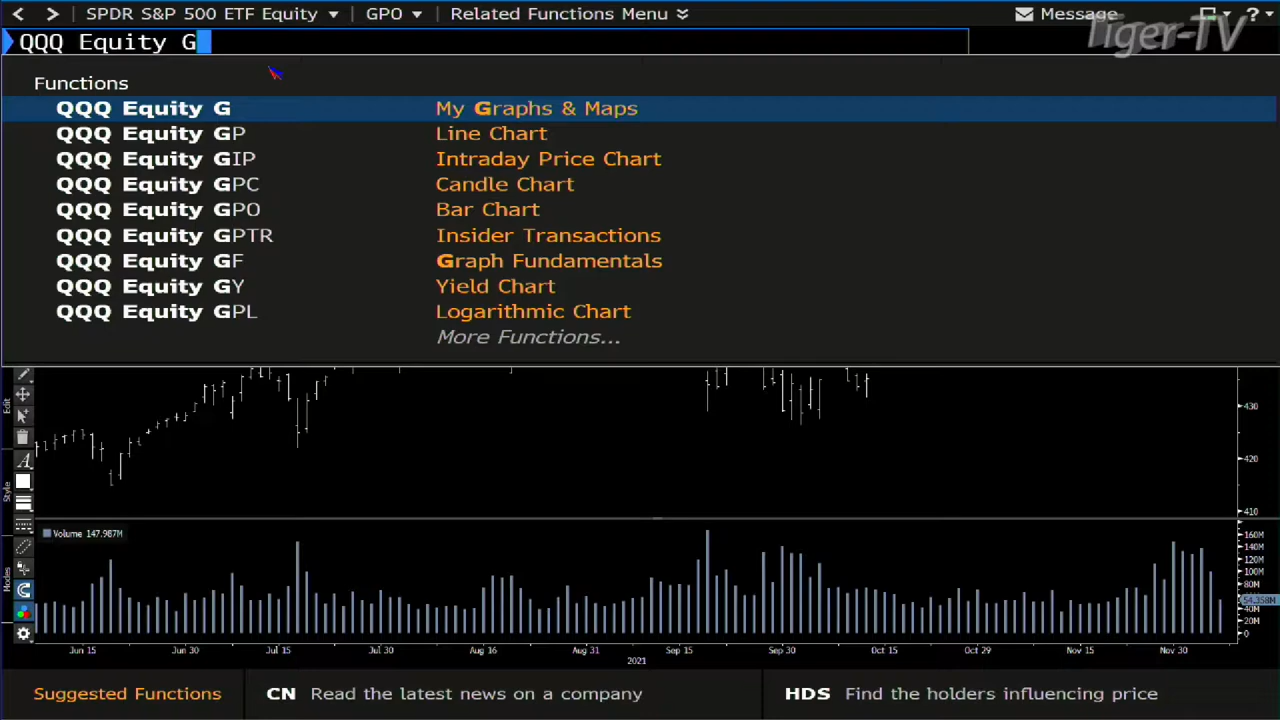 SPDR S&P 500 ETF Equity GPO Related Functions Menu Message ?
Tiger-TV
QQQ Equity G
Functions
QQQ Equity G My Graphs & Maps
QQQ Equity GP Line Chart
QQQ Equity GIP Intraday Price Chart
QQQ Equity GPC Candle Chart
QQQ Equity GPO Bar Chart
QQQ Equity GPTR Insider Transactions
QQQ Equity GF Graph Fundamentals
QQQ Equity GY Yield Chart
QQQ Equity GPL Logarithmic Chart
More Functions...
Edit
430
420
A
Style
410
Volume 147.987M
160M
140M
120M
100M
Modes
80M
54.358M
40M
20M
0
Jun 15 Jun 30 Jul 15 Jul 30 Aug 16 Aug 31 Sep 15 Sep 30 Oct 15 Oct 29 Nov 15 Nov 30
2021
Suggested Functions CN Read the latest news on a company HDS Find the holders influencing price